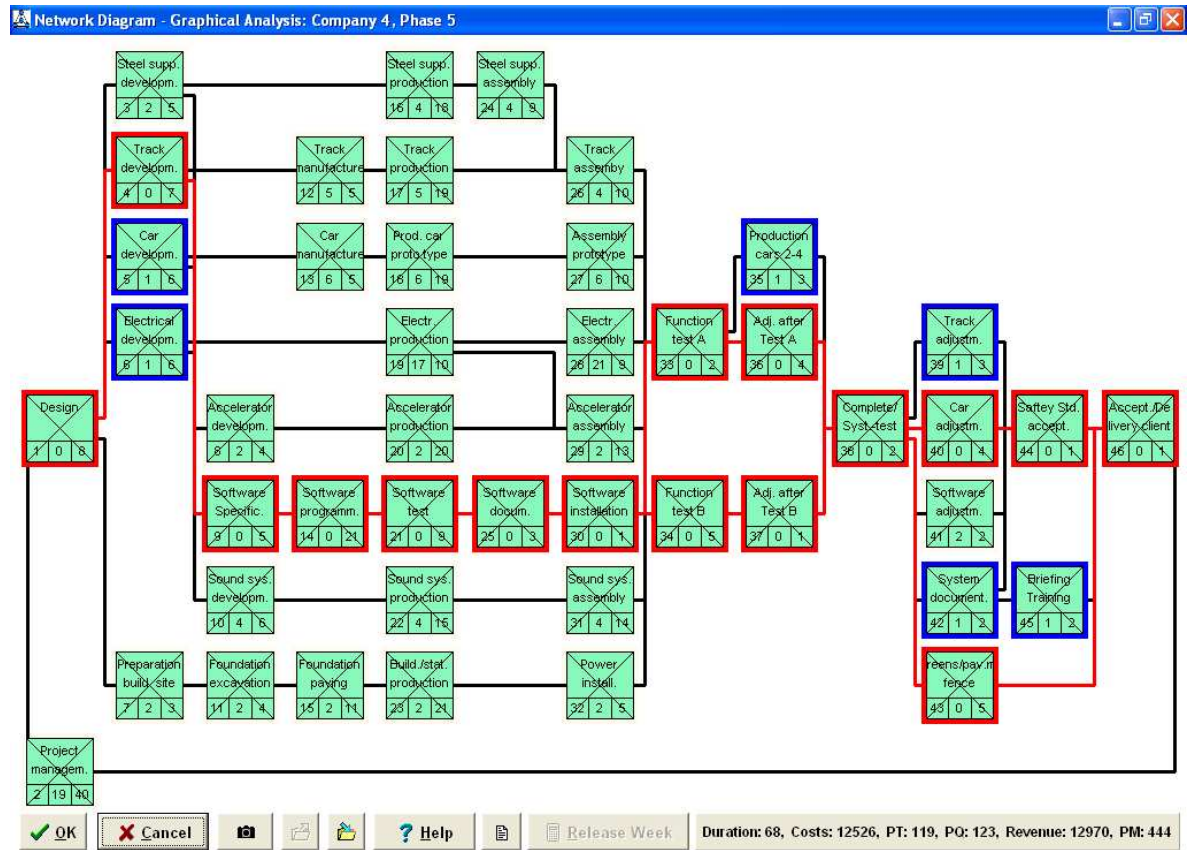 Network Diagram - Graphical Analysis: Company 4, Phase 5
Steel supp.
developm.
3 2 5
Steel supp.
production
16 4 18
Steel supp.
assembly
24 4 9
Track
developm.
4 0 7
Track
manufacture
12 5 5
Track
production
17 5 19
Track
assemby
26 4 10
Car
developm.
5 1 6
Car
manufacture
13 6 5
Prod. car
proto.type
18 6 19
Assembly
prototype
27 6 10
Production
cars 2-4
35 1 3
Electrical
developm.
6 1 6
Electr.
production
19 17 10
Electr.
assembly
28 21 9
Function
test A
33 0 2
Adj. after
Test A
36 0 4
Track
adjustm.
39 1 3
Design
1 0 8
Accelerator
developm.
8 2 4
Accelerator
production
20 2 20
Accelerator
assembly
29 2 13
Complete/
Syst.-test
38 0 2
Car
adjustm.
40 0 4
Saftey Std.
accept.
44 0 1
Accept./De
livery client
46 0 1
Software
Specific.
9 0 5
Software
programm.
14 0 21
Software
test
21 0 9
Software
docum.
25 0 3
Software
installation
30 0 1
Function
test B
34 0 5
Adj. after
Test B
37 0 1
Software
adjustm.
41 2 2
Sound sys.
developm.
10 4 6
Sound sys.
production
22 4 15
Sound sys.
assembly
31 4 14
System
document.
42 1 2
Briefing
Training
45 1 2
Preparation
build. site
7 2 3
Foundation
excavation
11 2 4
Foundation
paving
15 2 11
Build./stat.
production
23 2 21
Power
install.
32 2 5
reens/pav.m
fence
43 0 5
Project
managem.
2 19 40
OK
Cancel
Help
Release Week
Duration: 68, Costs: 12526, PT: 119, PQ: 123, Revenue: 12970, PM: 444